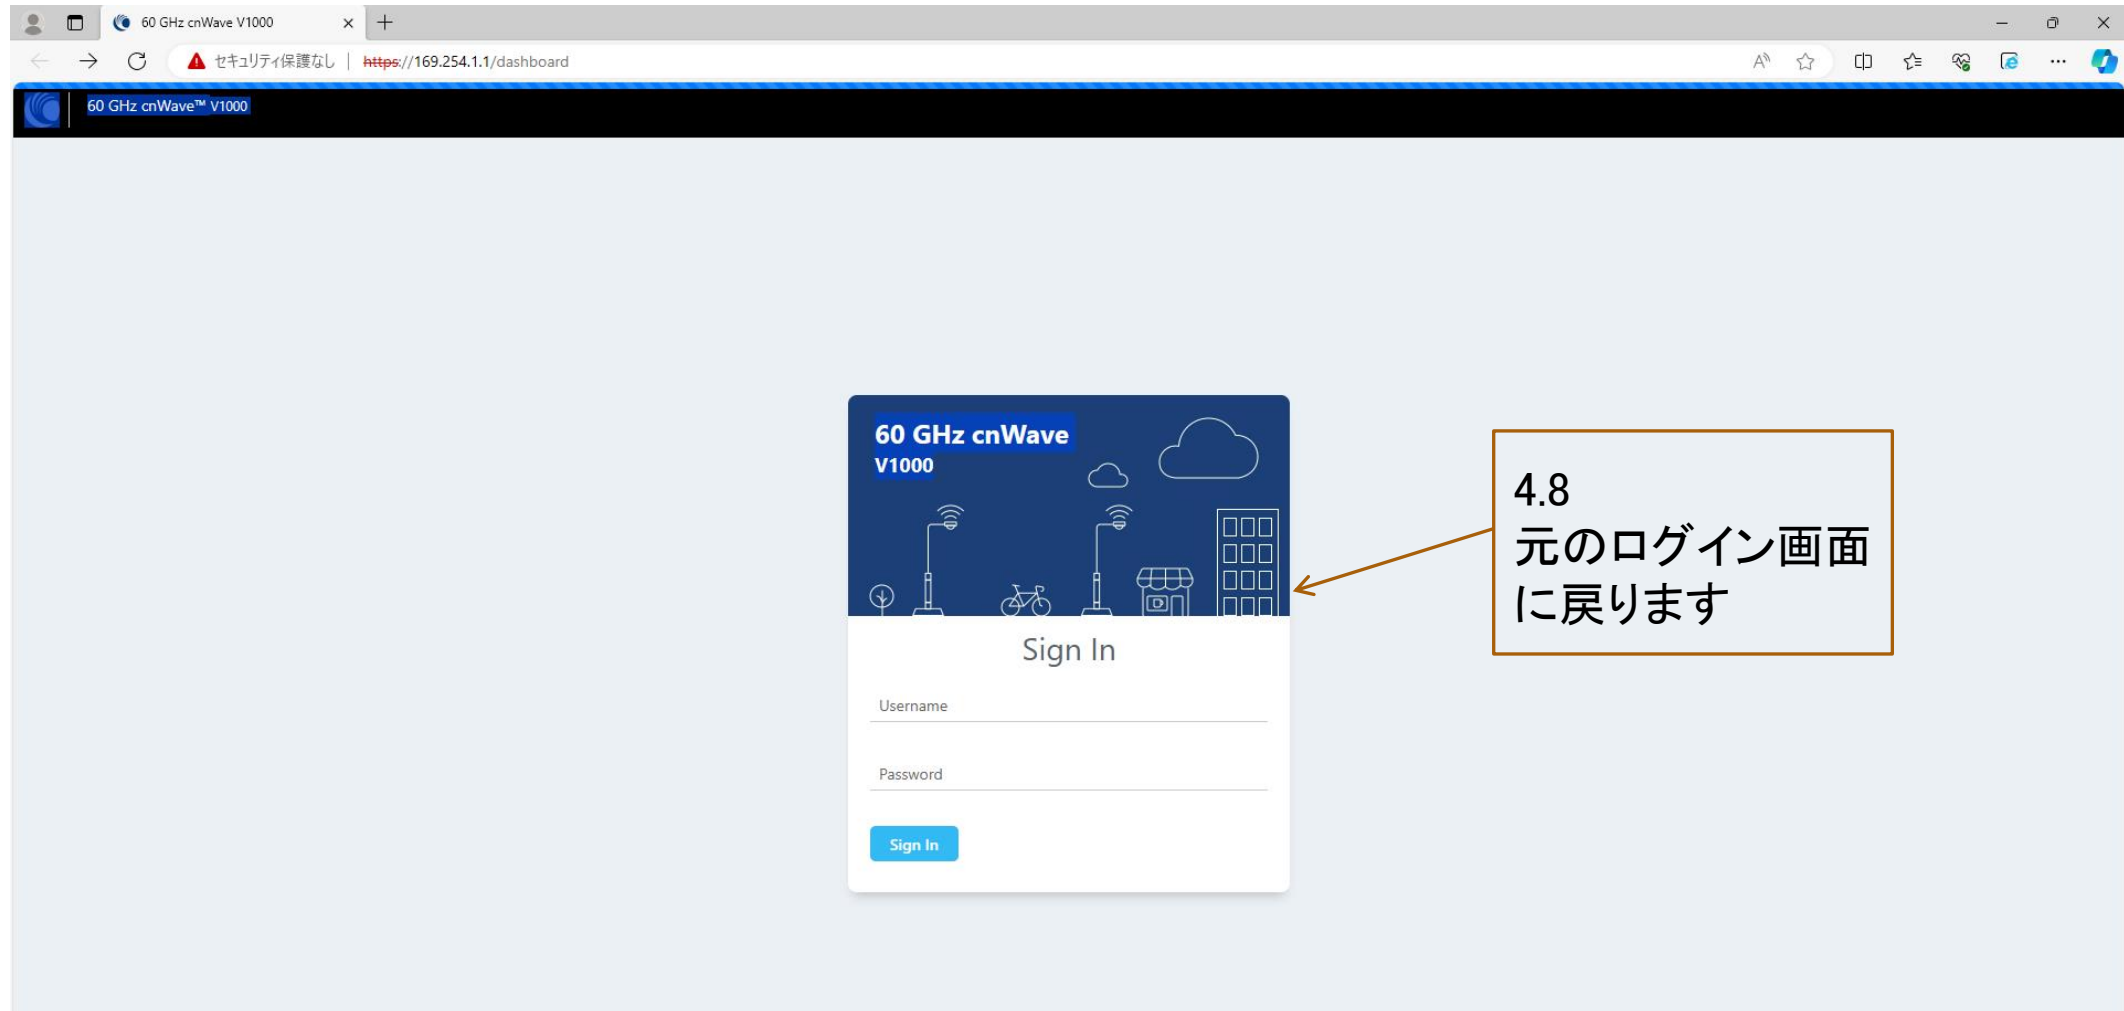 60 GHz cnWave V1000
セキュリティ保護なし | https://169.254.1.1/dashboard
60 GHz cnWave™ V1000
60 GHz cnWave
V1000
4.8
元のログイン画面
に戻ります
Sign In
Username
Password
Sign In